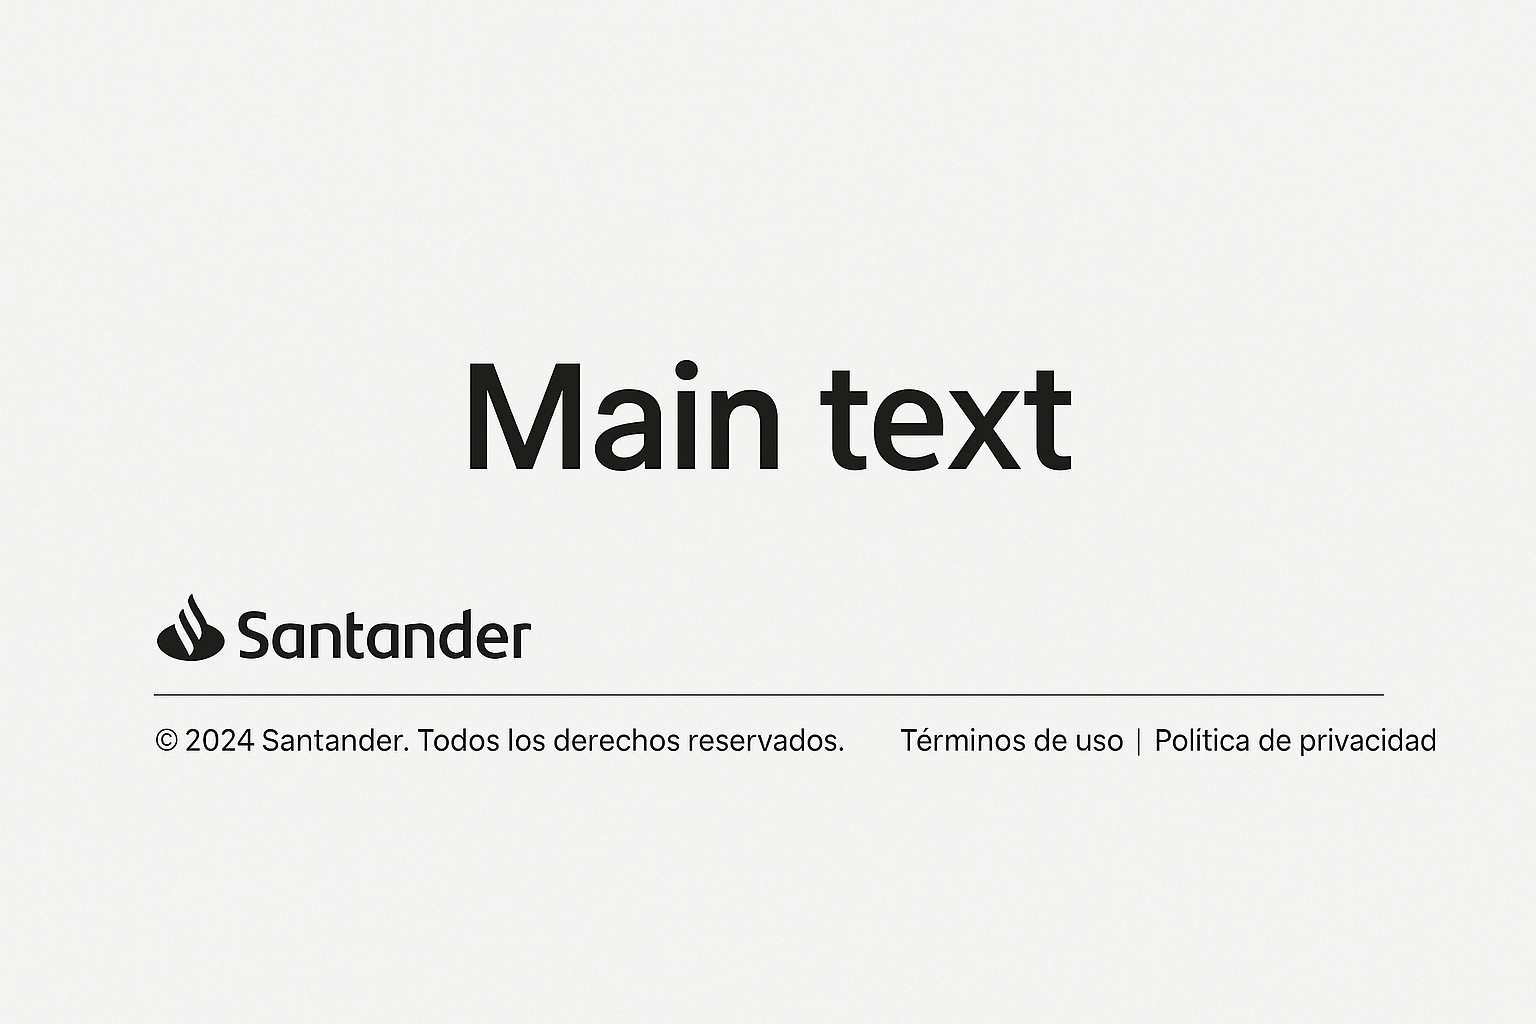 Main text
Santander
© 2024 Santander. Todos los derechos reservados. Términos de uso | Política de privacidad